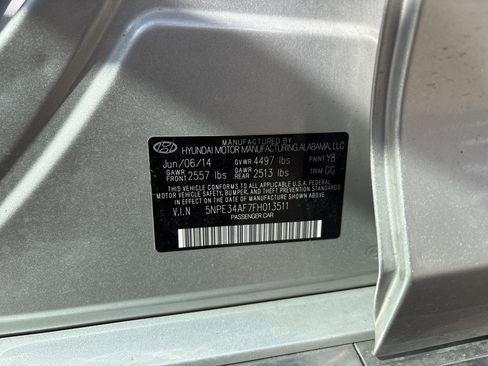 MANUFACTURED BY
HYUNDAI MOTOR MANUFACTURING ALABAMA, LLC
Jun/06/14 GVWR 4497 lbs PAINT Y8
GAWR FRONT 2557 lbs GAWR REAR 2513 lbs TRIM GG
THIS VEHICLE CONFORMS TO ALL APPLICABLE U.S. FEDERAL
MOTOR VEHICLE SAFETY, BUMPER, AND THEFT PREVENTION STANDARDS
IN EFFECT ON THE DATE OF MANUFACTURE SHOWN ABOVE.
V.I.N 5NPE34AF7FH013511
PASSENGER CAR